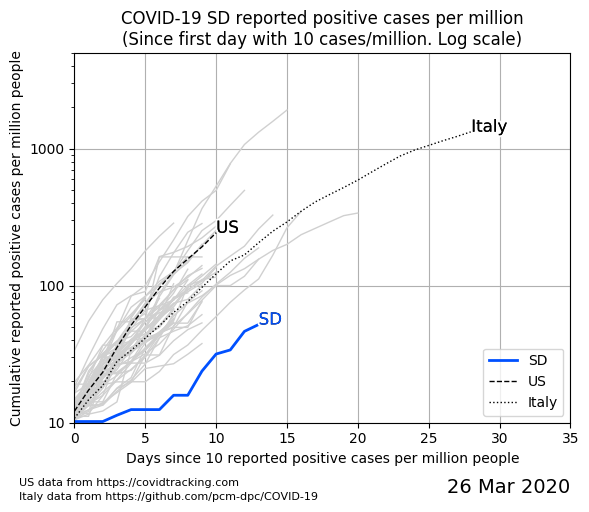 COVID-19 SD reported positive cases per million
(Since first day with 10 cases/million. Log scale)
Cumulative reported positive cases per million people
1000
100
10
Italy
US
SD
SD
US
Italy
0 5 10 15 20 25 30 35
Days since 10 reported positive cases per million people
US data from https://covidtracking.com
Italy data from https://github.com/pcm-dpc/COVID-19
26 Mar 2020